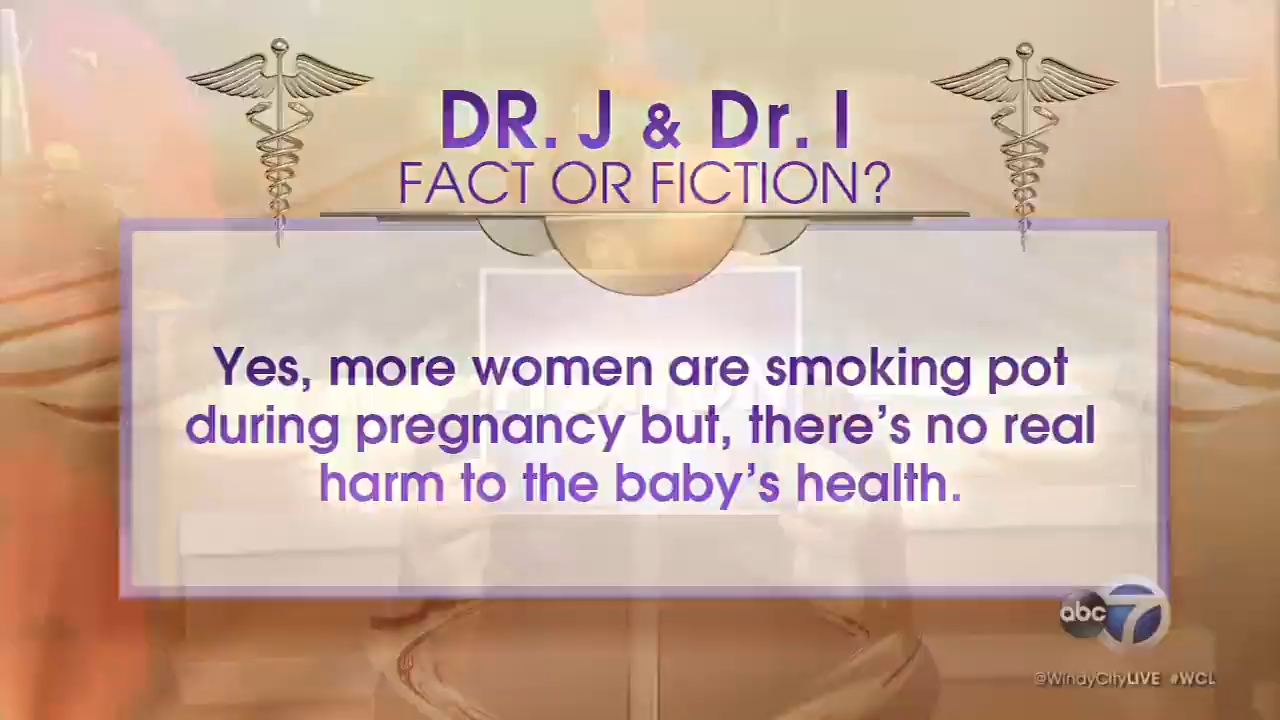 DR. J & Dr. I
FACT OR FICTION?
Yes, more women are smoking pot
during pregnancy but, there's no real
harm to the baby's health.
abc 7
@WindyCityLIVE #WCL